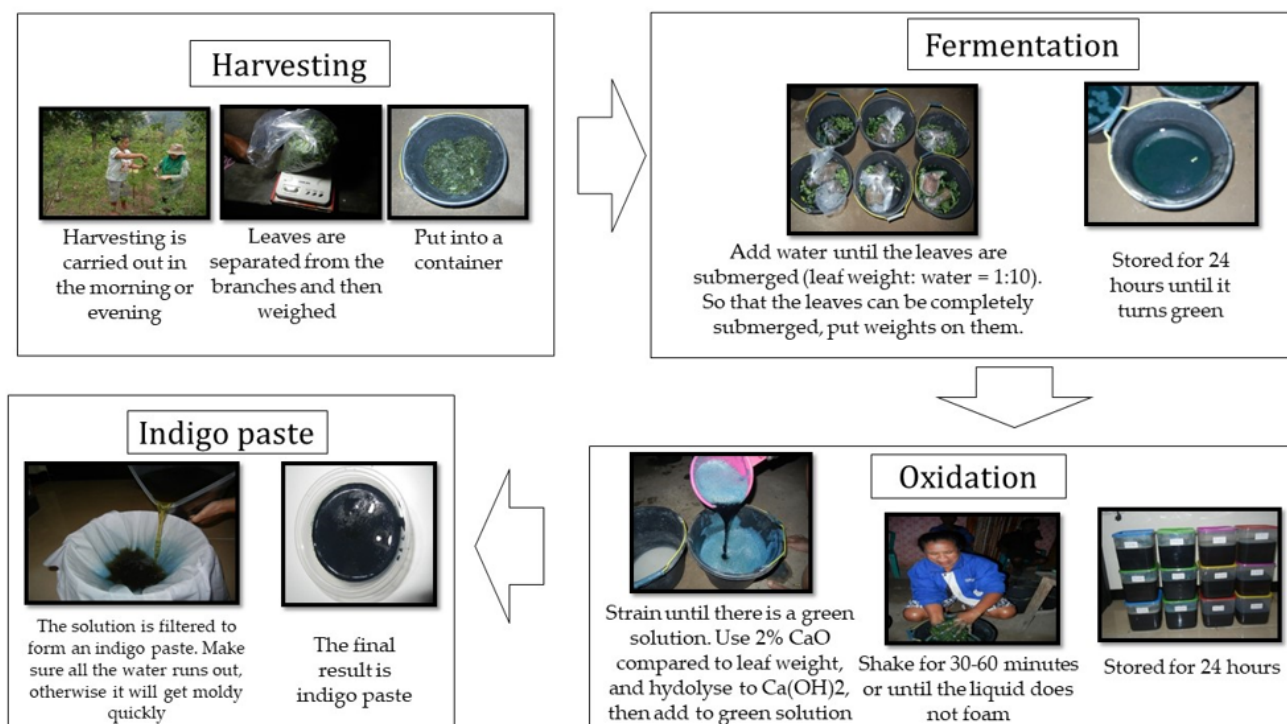 Harvesting
Harvesting is
carried out in
the morning or
evening
Leaves are
separated from the
branches and then
weighed
Put into a
container
Fermentation
Add water until the leaves are
submerged (leaf weight: water = 1:10).
So that the leaves can be completely
submerged, put weights on them.
Stored for 24
hours until it
turns green
Oxidation
Strain until there is a green
solution. Use 2% CaO
compared to leaf weight,
and hydolyse to Ca(OH)2,
then add to green solution
Shake for 30-60 minutes
or until the liquid does
not foam
Stored for 24 hours
Indigo paste
The solution is filtered to
form an indigo paste. Make
sure all the water runs out,
otherwise it will get moldy
quickly
The final
result is
indigo paste